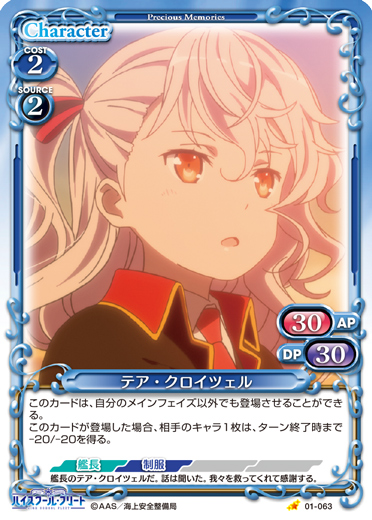 Precious Memories
Character
COST
2
SOURCE
2
30 AP
DP 30
テア・クロイツェル
このカードは、自分のメインフェイズ以外でも登場させることができ
る。
このカードが登場した場合、相手のキャラ1枚は、ターン終了時まで
-20/-20を得る。
艦長 制服
艦長のテア・クロイツェルだ。話は聞いた。我々を救ってくれて感謝する。
ハイスクール・フリート
HIGH SCHOOL FLEET
©AAS/海上安全整備局
01-063